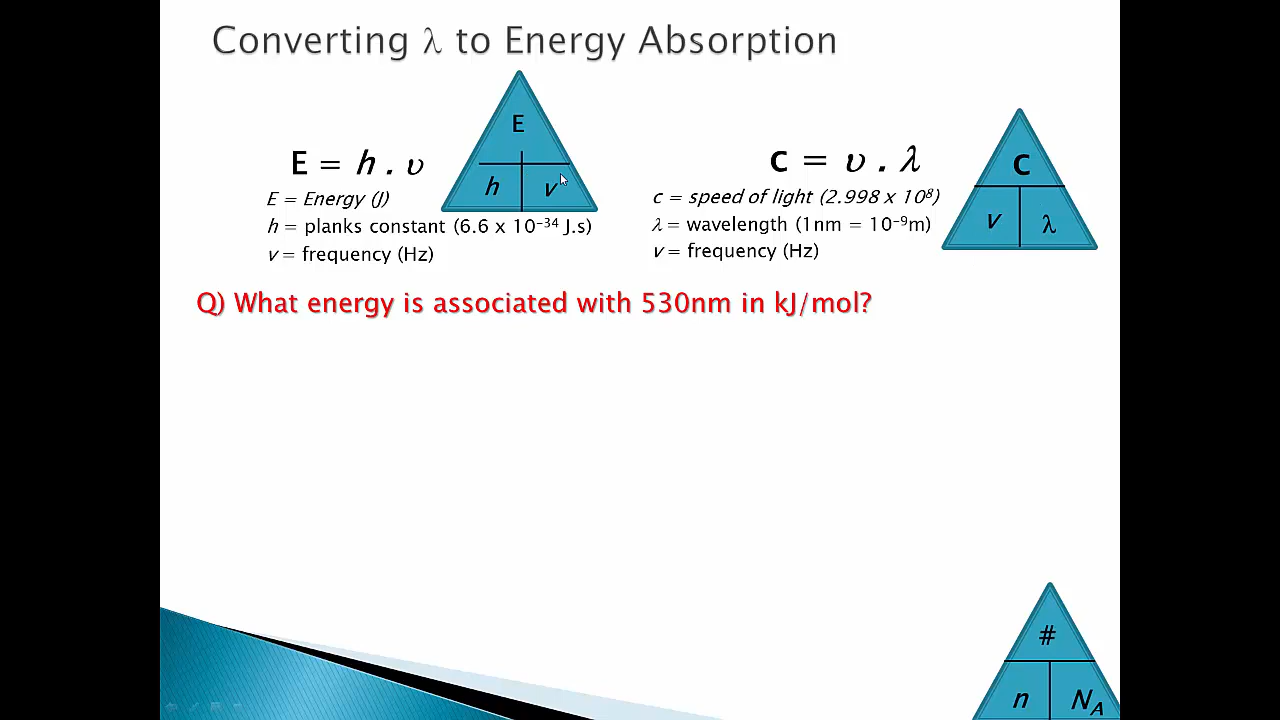 Converting λ to Energy Absorption
E
h v
E = h . υ
E = Energy (J)
h = planks constant (6.6 x 10⁻³⁴ J.s)
v = frequency (Hz)
c = υ . λ
c = speed of light (2.998 x 10⁸)
λ = wavelength (1nm = 10⁻⁹m)
v = frequency (Hz)
C
v λ
Q) What energy is associated with 530nm in kJ/mol?
#
n N_A